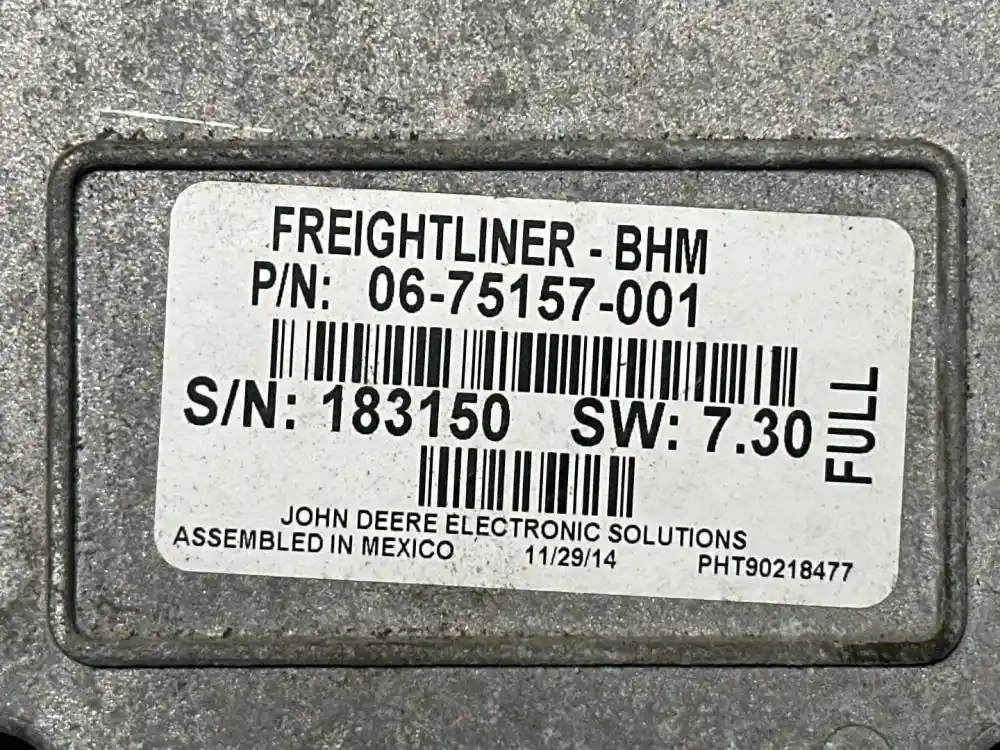 FREIGHTLINER - BHM
P/N: 06-75157-001
S/N: 183150 SW: 7.30
FULL
JOHN DEERE ELECTRONIC SOLUTIONS
ASSEMBLED IN MEXICO 11/29/14 PHT90218477